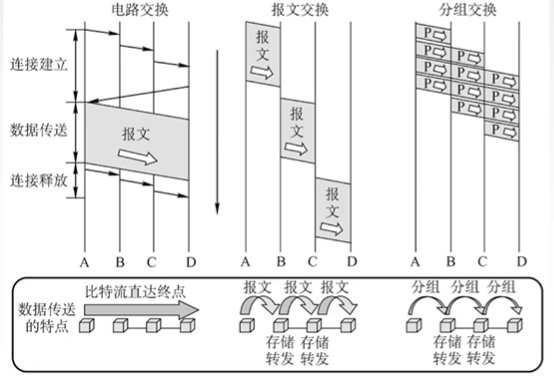 电路交换
报文交换
分组交换
连接建立
数据传送
连接释放
报文
报
文
报
文
报
文
P
P
P
P
P
P
P
P
P
P
P
P
A B C D
A B C D
A B C D
数据传送
的特点
比特流直达终点
报文 报文 报文
存储 存储
转发 转发
分组 分组 分组
存储 存储
转发 转发